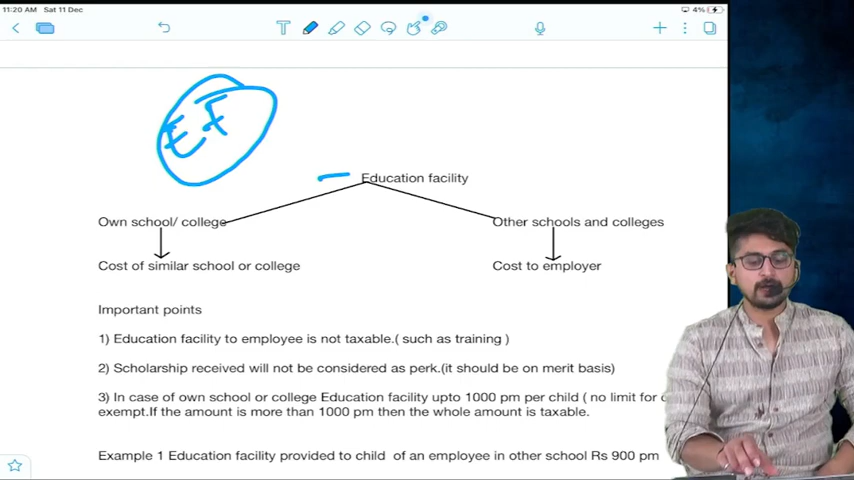 11:20 AM Sat 11 Dec
4%
T
E.F
Education facility
Own school/ college
Other schools and colleges
Cost of similar school or college
Cost to employer
Important points
1) Education facility to employee is not taxable.( such as training )
2) Scholarship received will not be considered as perk.(it should be on merit basis)
3) In case of own school or college Education facility upto 1000 pm per child ( no limit for
exempt.If the amount is more than 1000 pm then the whole amount is taxable.
Example 1 Education facility provided to child of an employee in other school Rs 900 pm